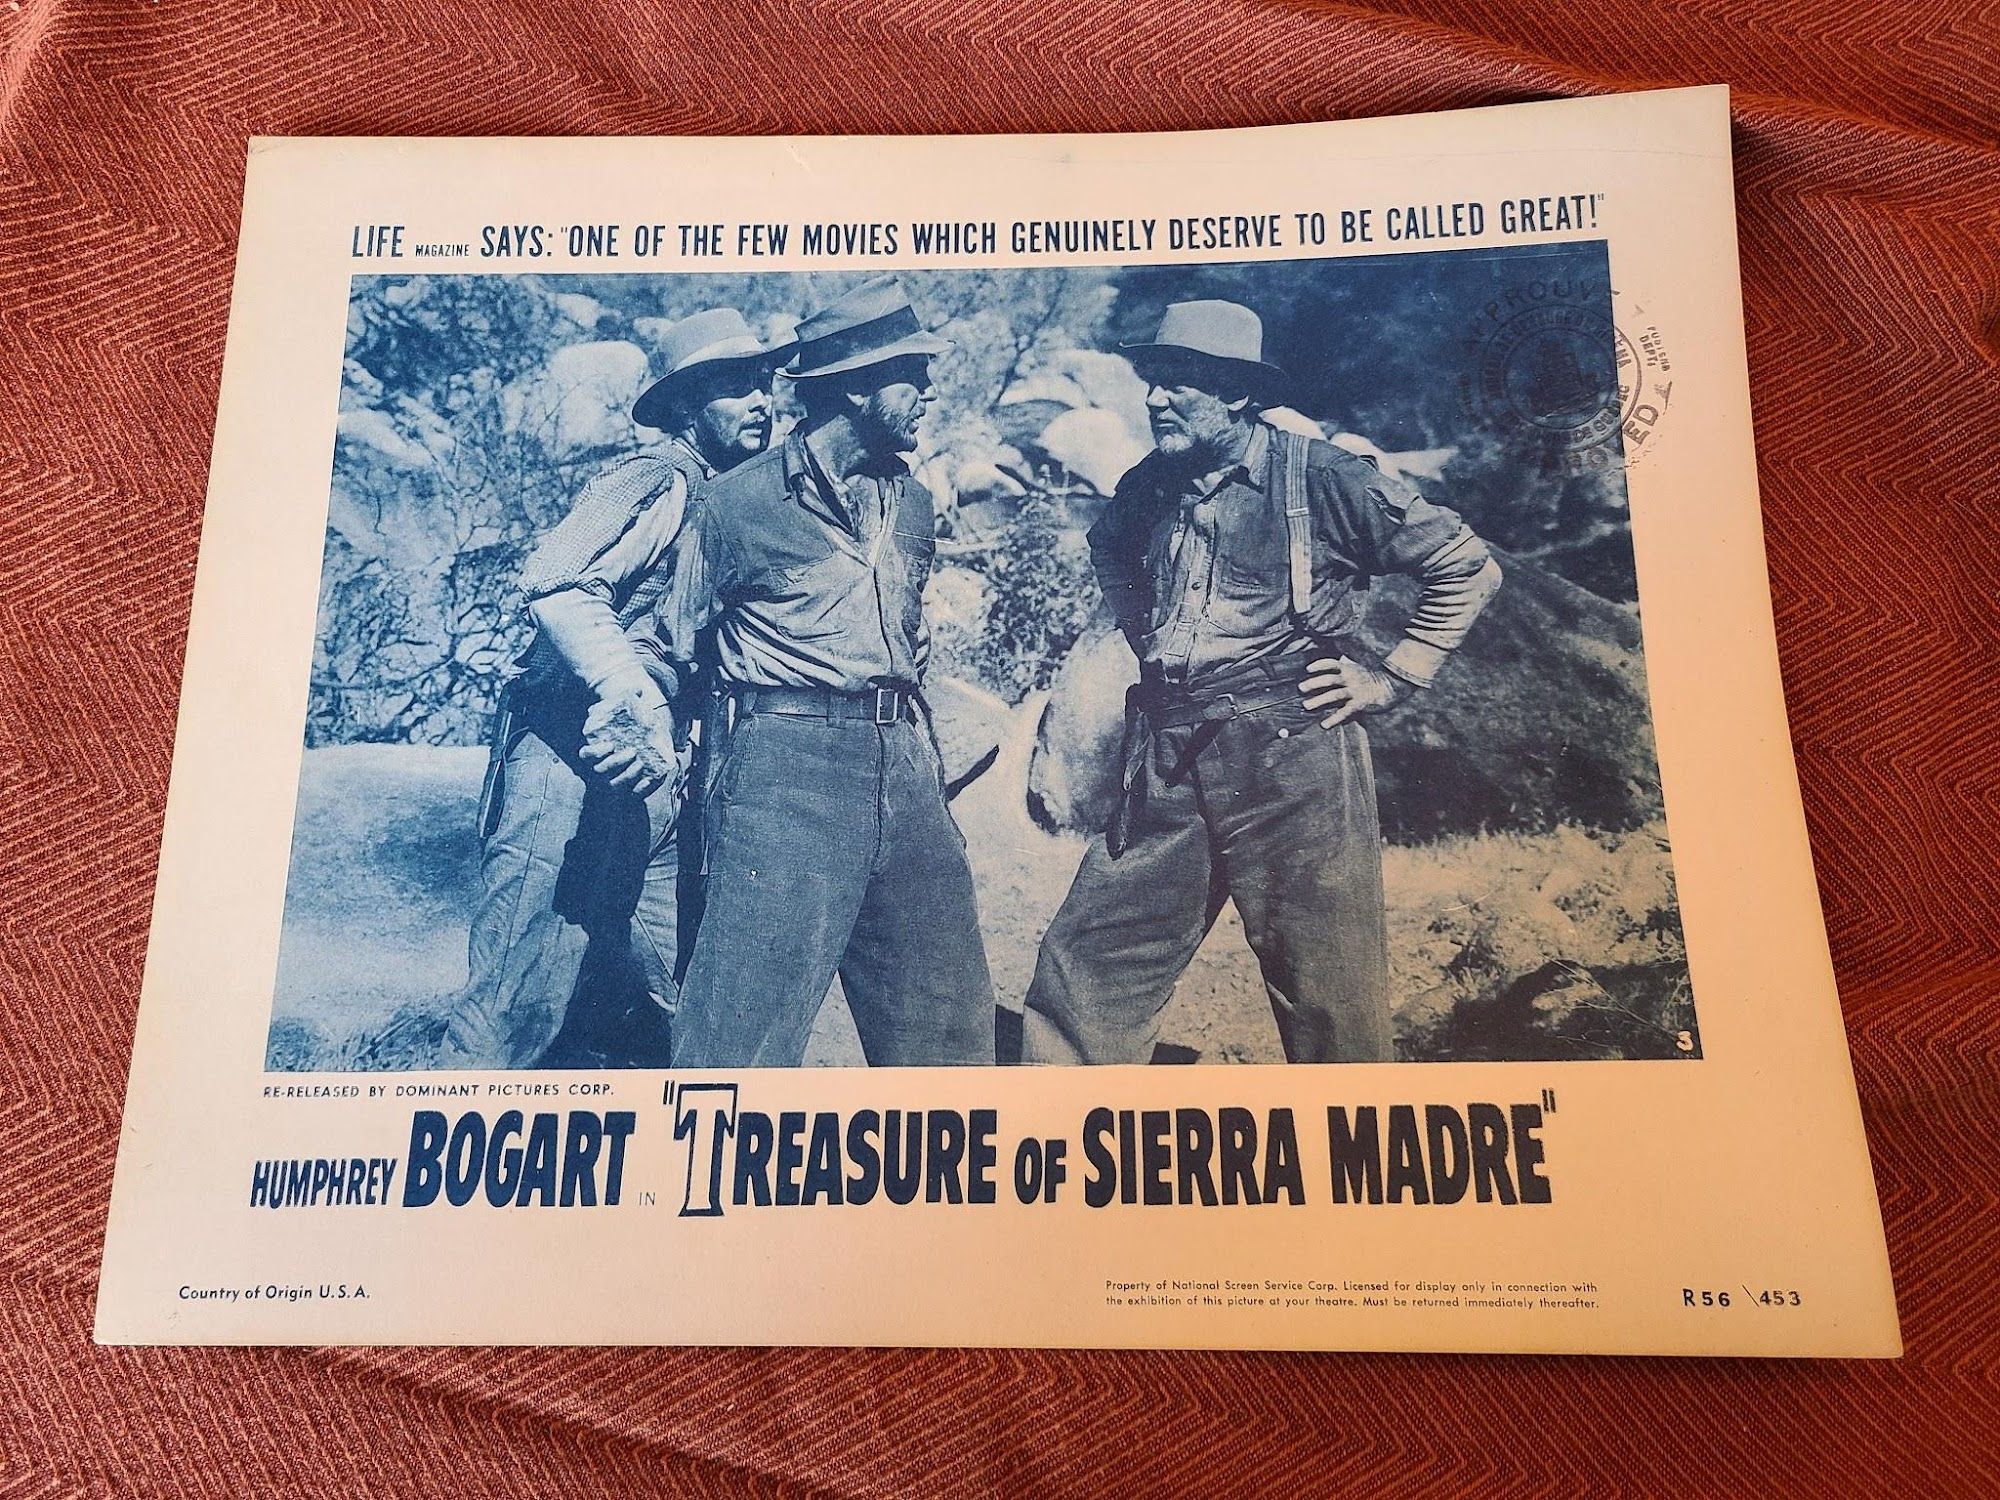 LIFE MAGAZINE SAYS: "ONE OF THE FEW MOVIES WHICH GENUINELY DESERVE TO BE CALLED GREAT!"
3
RE-RELEASED BY DOMINANT PICTURES CORP.
HUMPHREY BOGART IN "TREASURE OF SIERRA MADRE"
Country of Origin U.S.A.
Property of National Screen Service Corp. Licensed for display only in connection with
the exhibition of this picture at your theatre. Must be returned immediately thereafter.
R56 \453